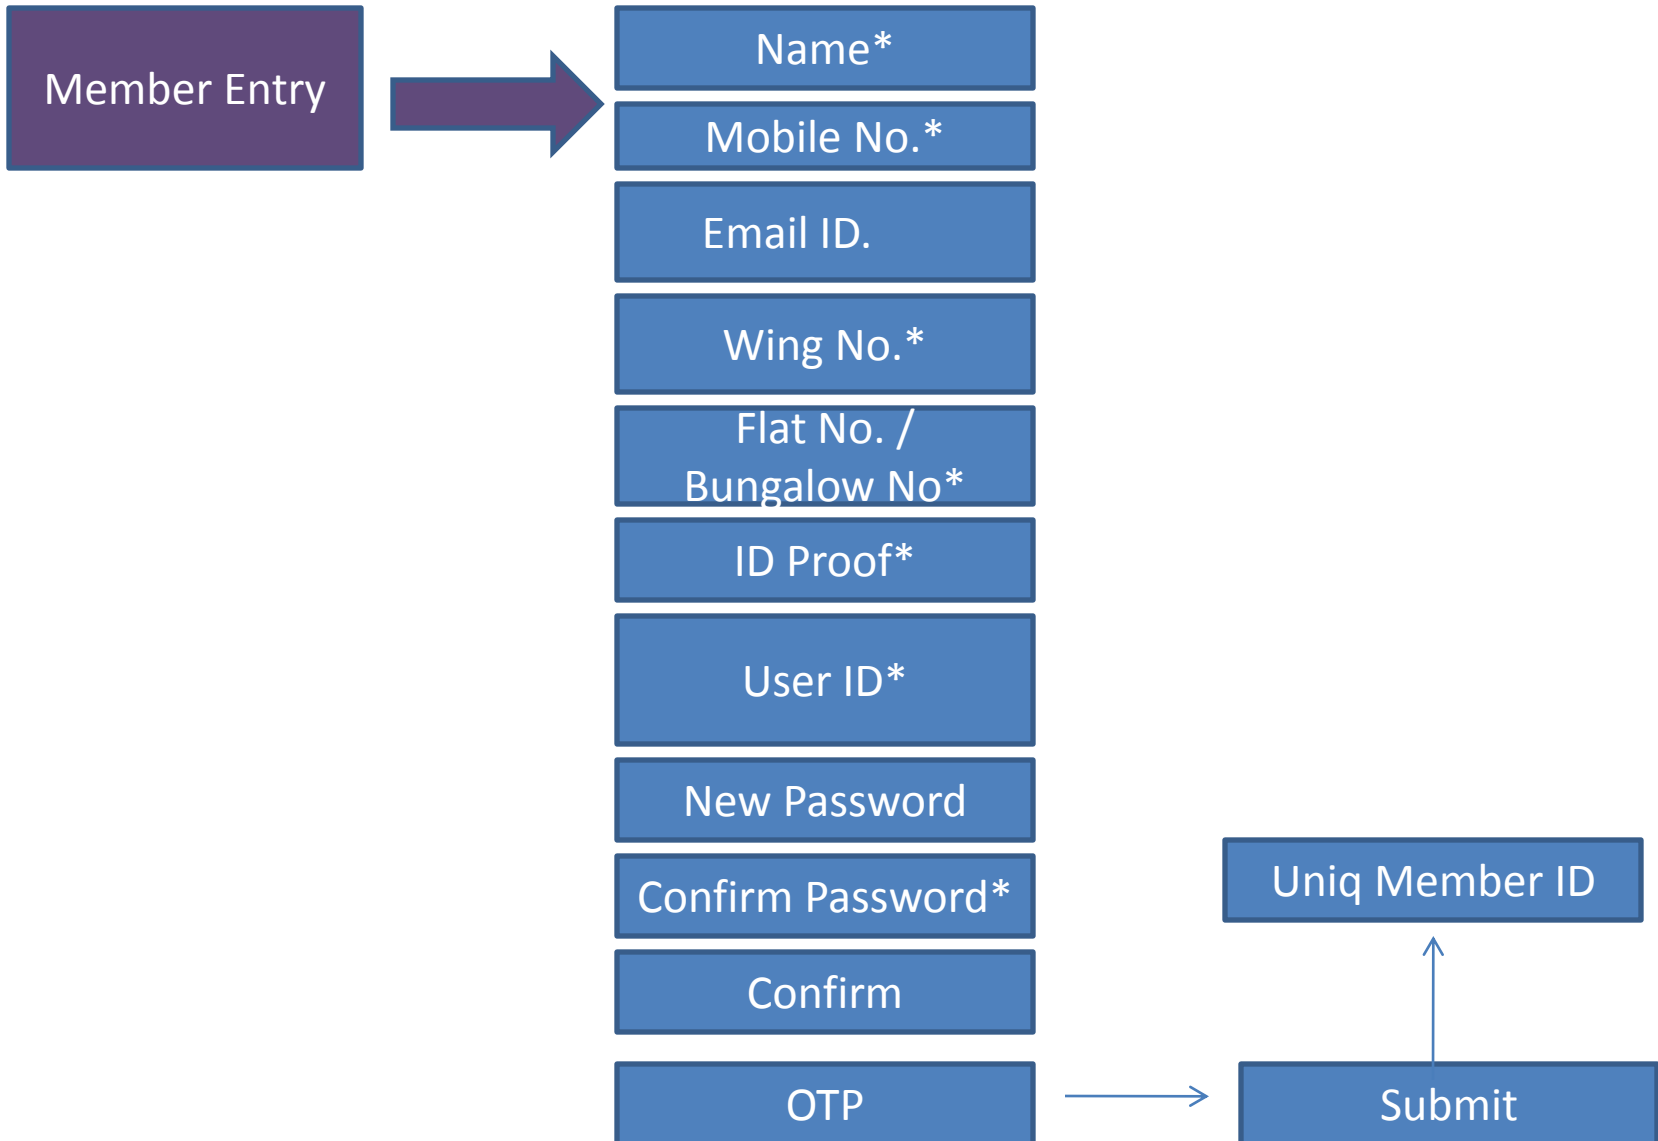 Member Entry
Name*
Mobile No.*
Email ID.
Wing No.*
Flat No. /
Bungalow No*
ID Proof*
User ID*
New Password
Confirm Password*
Confirm
OTP
Submit
Uniq Member ID